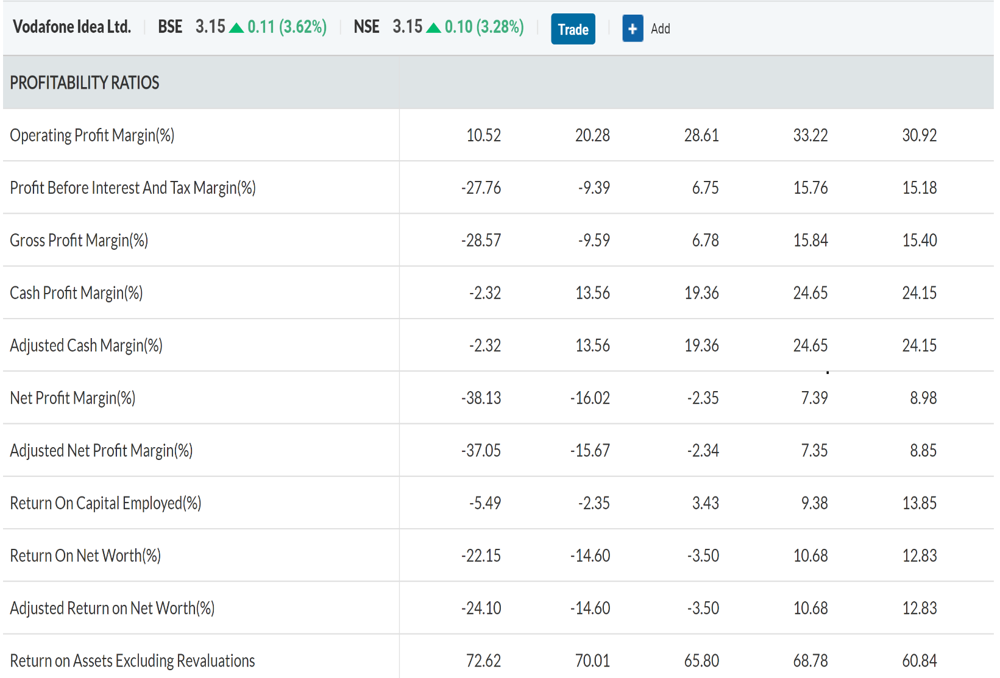 Vodafone Idea Ltd. BSE 3.15 ▲ 0.11 (3.62%) NSE 3.15 ▲ 0.10 (3.28%) Trade + Add
PROFITABILITY RATIOS
Operating Profit Margin(%) 10.52 20.28 28.61 33.22 30.92
Profit Before Interest And Tax Margin(%) -27.76 -9.39 6.75 15.76 15.18
Gross Profit Margin(%) -28.57 -9.59 6.78 15.84 15.40
Cash Profit Margin(%) -2.32 13.56 19.36 24.65 24.15
Adjusted Cash Margin(%) -2.32 13.56 19.36 24.65 24.15
Net Profit Margin(%) -38.13 -16.02 -2.35 7.39 8.98
Adjusted Net Profit Margin(%) -37.05 -15.67 -2.34 7.35 8.85
Return On Capital Employed(%) -5.49 -2.35 3.43 9.38 13.85
Return On Net Worth(%) -22.15 -14.60 -3.50 10.68 12.83
Adjusted Return on Net Worth(%) -24.10 -14.60 -3.50 10.68 12.83
Return on Assets Excluding Revaluations 72.62 70.01 65.80 68.78 60.84